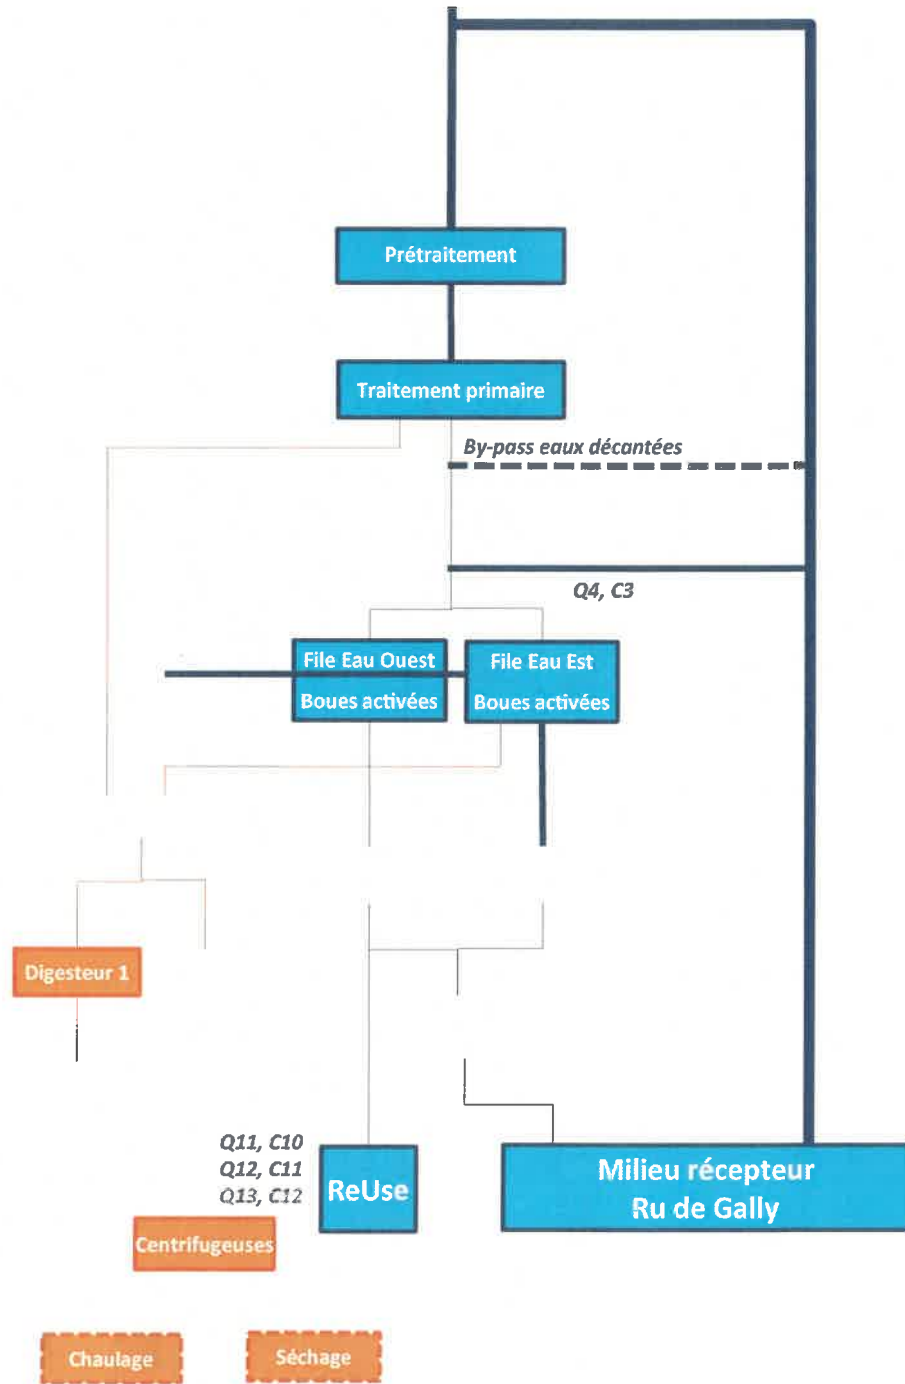 Prétraitement
Traitement primaire
By-pass eaux décantées
Q4, C3
File Eau Ouest
Boues activées
File Eau Est
Boues activées
Digesteur 1
Q11, C10
Q12, C11
Q13, C12
ReUse
Milieu récepteur
Ru de Gally
Centrifugeuses
Chaulage
Séchage